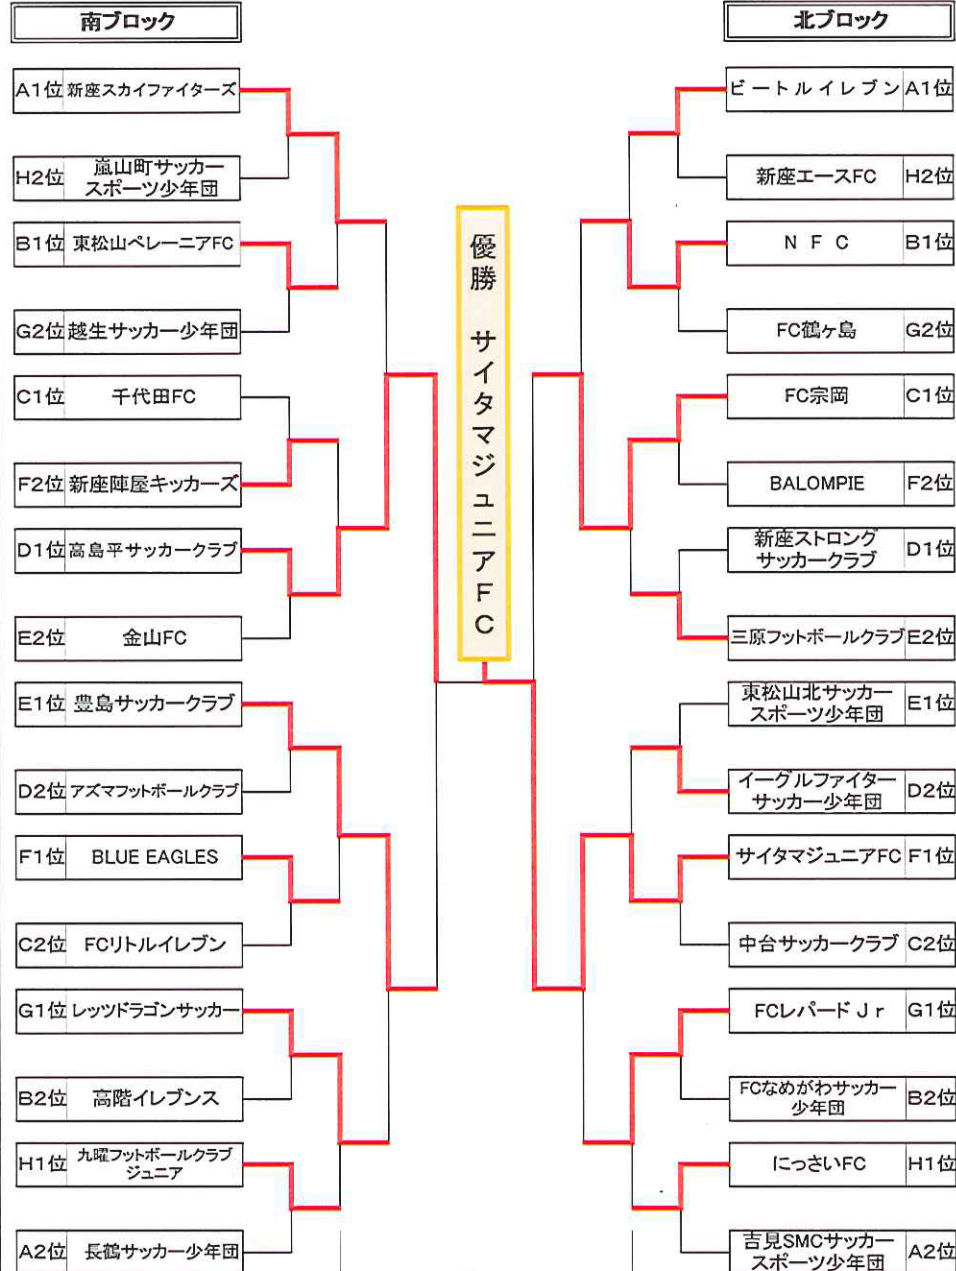 南ブロック
A1位 新座スカイファイターズ
H2位 嵐山町サッカー
スポーツ少年団
B1位 東松山ペレーニアFC
G2位 越生サッカー少年団
C1位 千代田FC
F2位 新座陣屋キッカーズ
D1位 高島平サッカークラブ
E2位 金山FC
E1位 豊島サッカークラブ
D2位 アズマフットボールクラブ
F1位 BLUE EAGLES
C2位 FCリトルイレブン
G1位 レッツドラゴンサッカー
B2位 高階イレブンス
H1位 九曜フットボールクラブ
ジュニア
A2位 長鶴サッカー少年団
優勝 サイタマジュニアFC
北ブロック
ビートルイレブン A1位
新座エースFC H2位
N F C B1位
FC鶴ヶ島 G2位
FC宗岡 C1位
BALOMPIE F2位
新座ストロング
サッカークラブ D1位
三原フットボールクラブ E2位
東松山北サッカー
スポーツ少年団 E1位
イーグルファイター
サッカー少年団 D2位
サイタマジュニアFC F1位
中台サッカークラブ C2位
FCレパード Jr G1位
FCなめがわサッカー
少年団 B2位
にっさいFC H1位
吉見SMCサッカー
スポーツ少年団 A2位